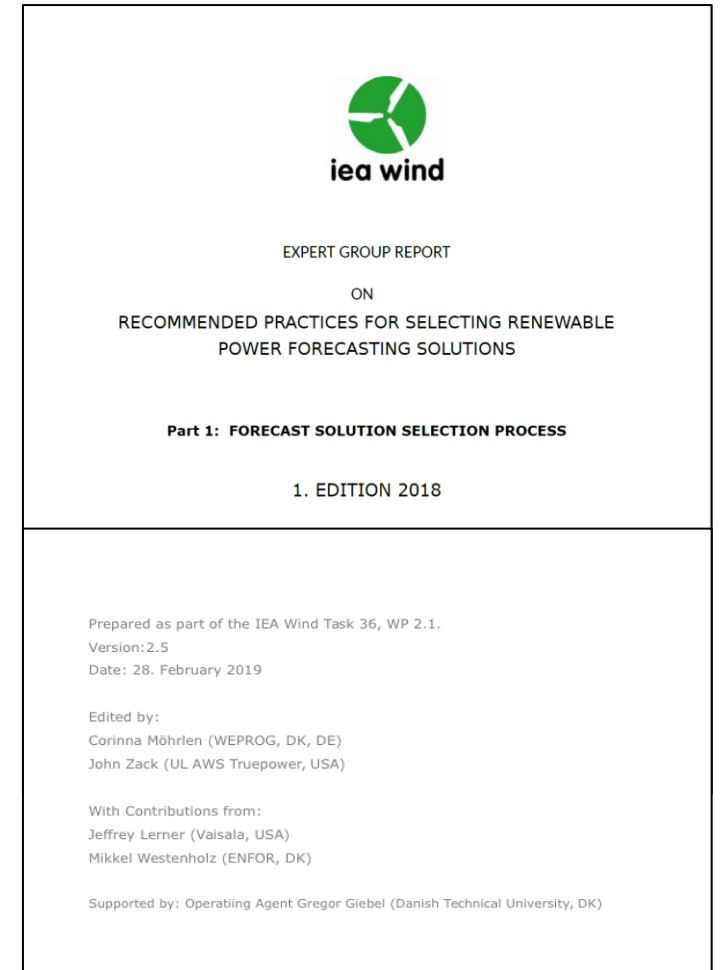 iea wind
EXPERT GROUP REPORT
ON
RECOMMENDED PRACTICES FOR SELECTING RENEWABLE
POWER FORECASTING SOLUTIONS
Part 1: FORECAST SOLUTION SELECTION PROCESS
1. EDITION 2018
Prepared as part of the IEA Wind Task 36, WP 2.1.
Version:2.5
Date: 28. February 2019
Edited by:
Corinna Möhrlen (WEPROG, DK, DE)
John Zack (UL AWS Truepower, USA)
With Contributions from:
Jeffrey Lerner (Vaisala, USA)
Mikkel Westenholz (ENFOR, DK)
Supported by: Operatiing Agent Gregor Giebel (Danish Technical University, DK)